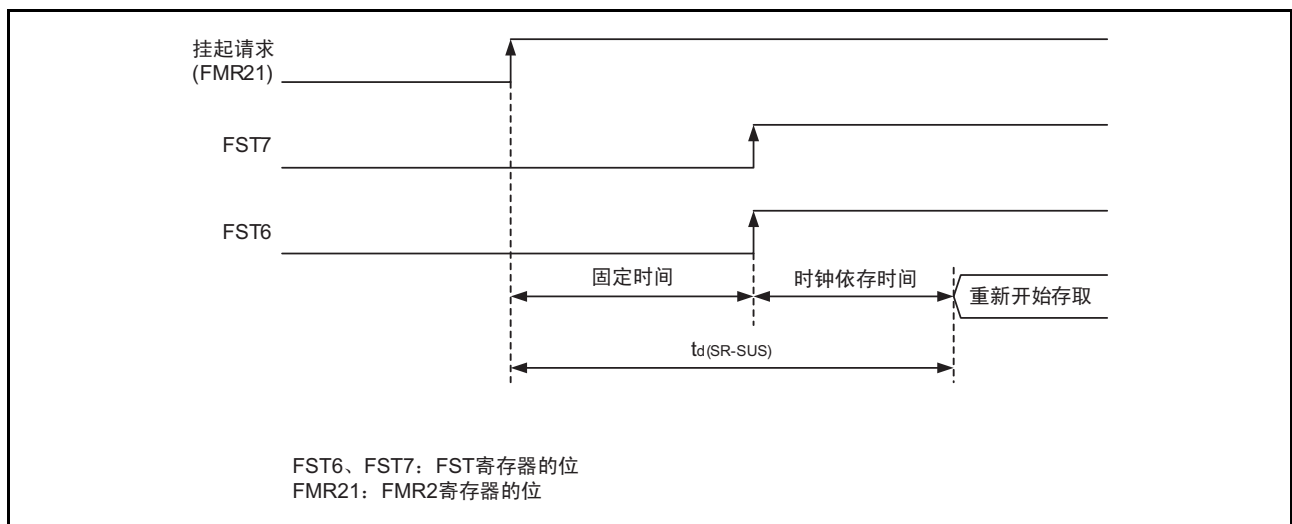 挂起请求
(FMR21)
FST7
FST6
固定时间
时钟依存时间
重新开始存取
td(SR-SUS)
FST6、FST7：FST寄存器的位
FMR21：FMR2寄存器的位